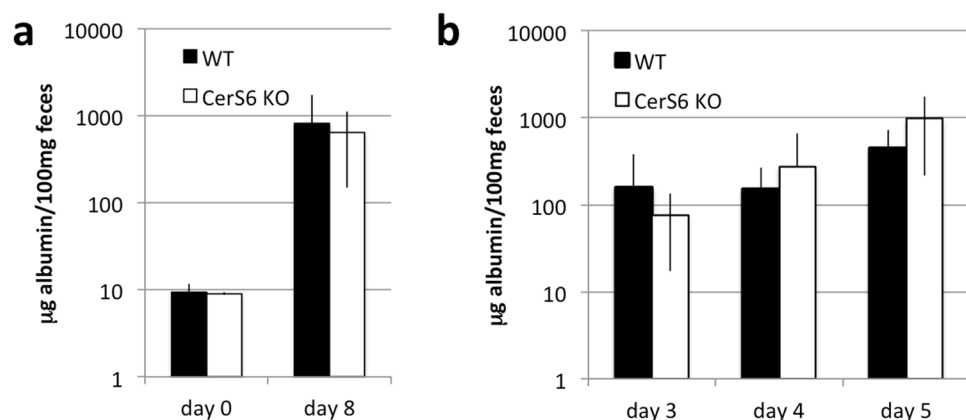 a
10000
1000
100
10
1
µg albumin/100mg feces
WT
CerS6 KO
day 0 day 8
b
10000
1000
100
10
1
µg albumin/100mg feces
WT
CerS6 KO
day 3 day 4 day 5